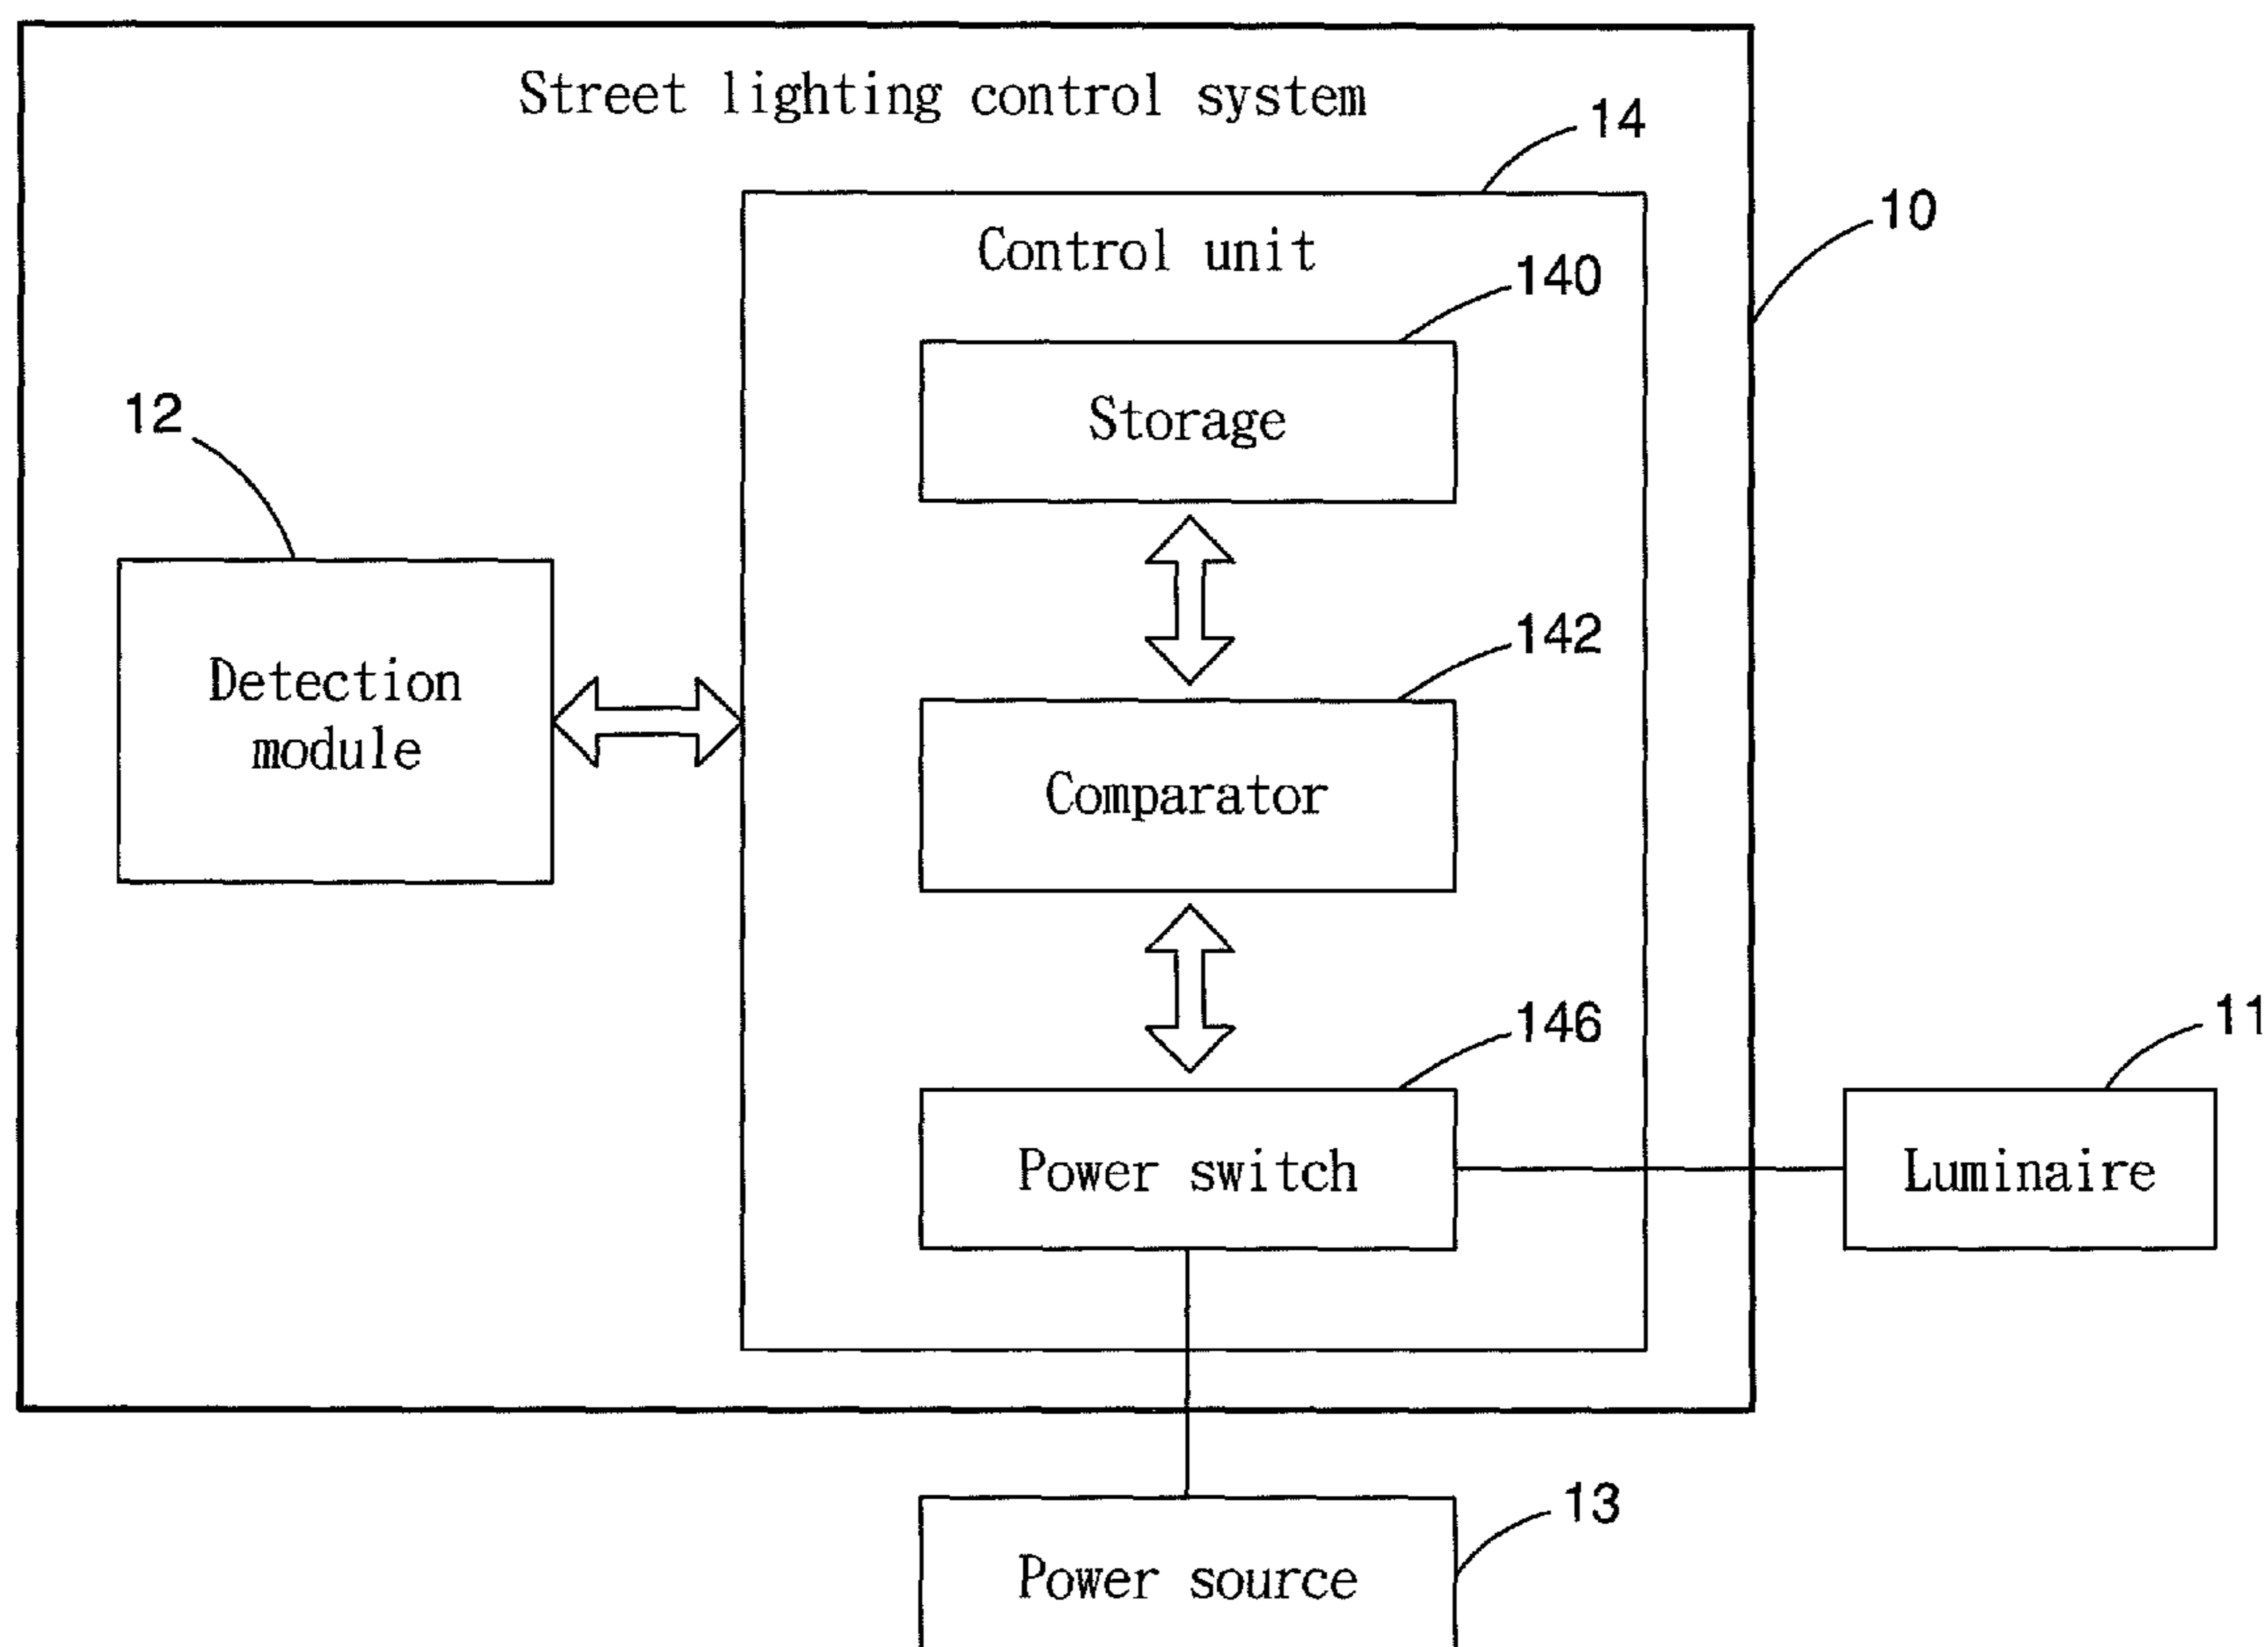 Street lighting control system
14
10
Control unit
140
Storage
12
142
Detection
module
Comparator
146
11
Power switch
Luminaire
13
Power source